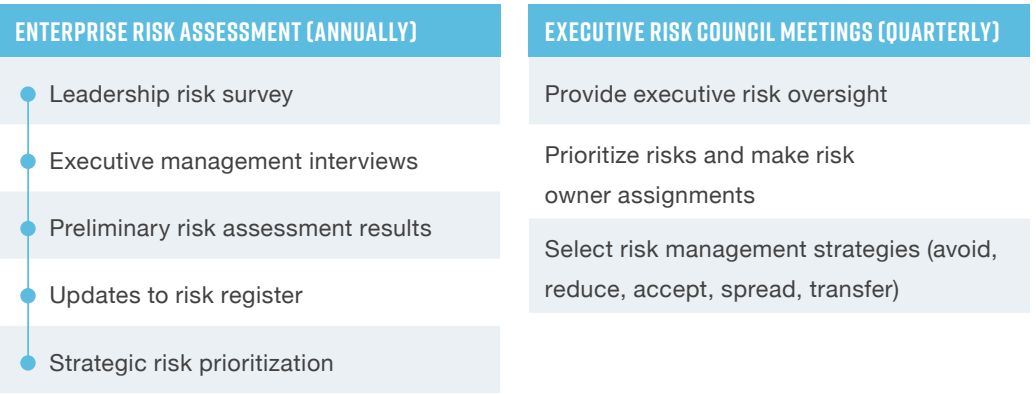 ENTERPRISE RISK ASSESSMENT (ANNUALLY)
Leadership risk survey
Executive management interviews
Preliminary risk assessment results
Updates to risk register
Strategic risk prioritization
EXECUTIVE RISK COUNCIL MEETINGS (QUARTERLY)
Provide executive risk oversight
Prioritize risks and make risk
owner assignments
Select risk management strategies (avoid,
reduce, accept, spread, transfer)